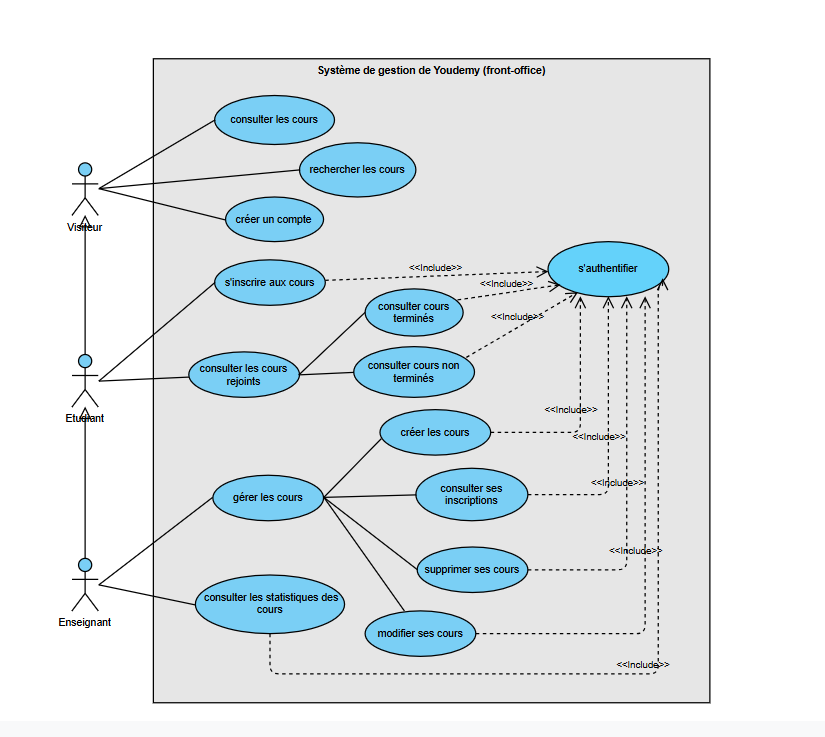 Système de gestion de Youdemy (front-office)
consulter les cours
rechercher les cours
Visiteur
créer un compte
s'authentifier
<<Include>>
s'inscrire aux cours
<<Include>>
consulter cours
terminés
<<Include>>
consulter les cours
rejoints
consulter cours non
terminés
Etudiant
<<Include>>
créer les cours
<<Include>>
<<Include>>
consulter ses
inscriptions
gérer les cours
<<Include>>
supprimer ses cours
consulter les statistiques des
cours
Enseignant
modifier ses cours
<<Include>>